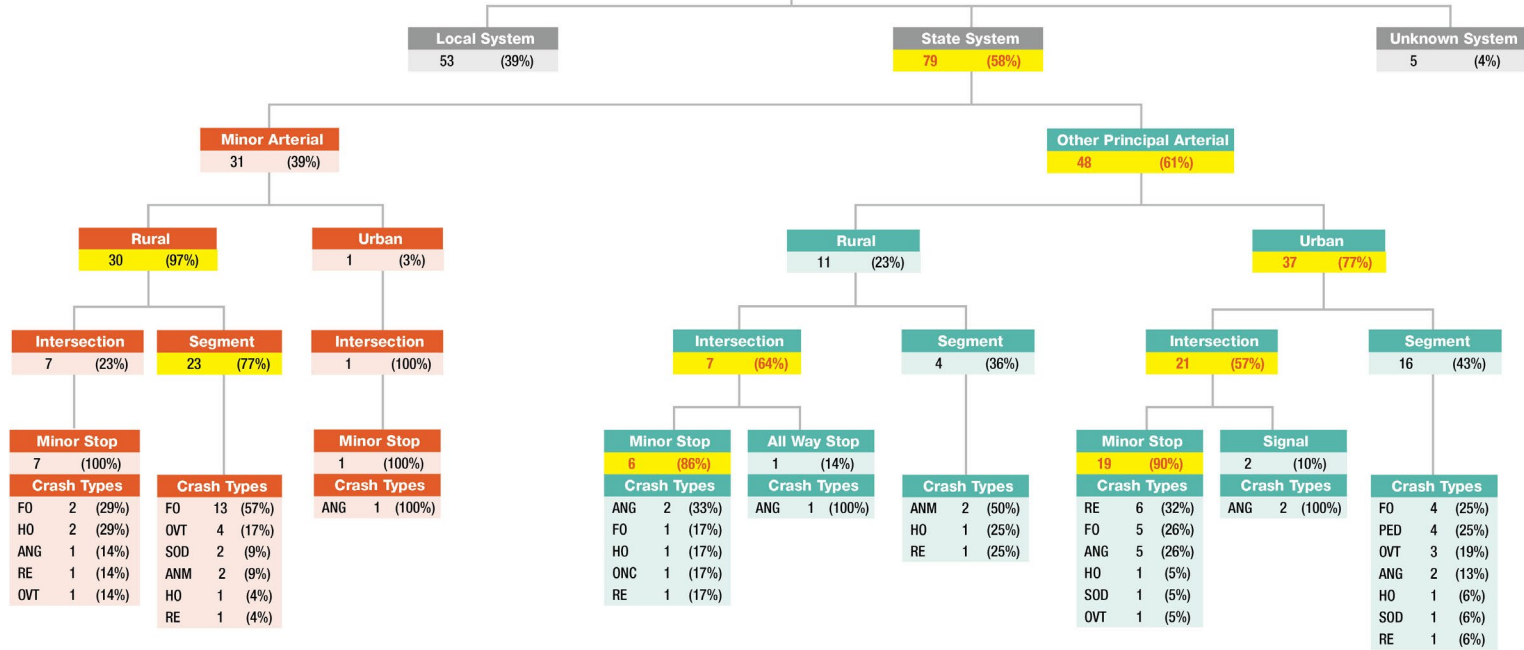 Local System
53 (39%)
State System
79 (58%)
Unknown System
5 (4%)
Minor Arterial
31 (39%)
Other Principal Arterial
48 (61%)
Rural
30 (97%)
Urban
1 (3%)
Rural
11 (23%)
Urban
37 (77%)
Intersection
7 (23%)
Segment
23 (77%)
Intersection
1 (100%)
Intersection
7 (64%)
Segment
4 (36%)
Intersection
21 (57%)
Segment
16 (43%)
Minor Stop
7 (100%)
Crash Types
FO 2 (29%)
HO 2 (29%)
ANG 1 (14%)
RE 1 (14%)
OVT 1 (14%)
Crash Types
FO 13 (57%)
OVT 4 (17%)
SOD 2 (9%)
ANM 2 (9%)
HO 1 (4%)
RE 1 (4%)
Minor Stop
1 (100%)
Crash Types
ANG 1 (100%)
Minor Stop
6 (86%)
Crash Types
ANG 2 (33%)
FO 1 (17%)
HO 1 (17%)
ONC 1 (17%)
RE 1 (17%)
All Way Stop
1 (14%)
Crash Types
ANG 1 (100%)
Crash Types
ANM 2 (50%)
HO 1 (25%)
RE 1 (25%)
Minor Stop
19 (90%)
Crash Types
RE 6 (32%)
FO 5 (26%)
ANG 5 (26%)
HO 1 (5%)
SOD 1 (5%)
OVT 1 (5%)
Signal
2 (10%)
Crash Types
ANG 2 (100%)
Crash Types
FO 4 (25%)
PED 4 (25%)
OVT 3 (19%)
ANG 2 (13%)
HO 1 (6%)
SOD 1 (6%)
RE 1 (6%)